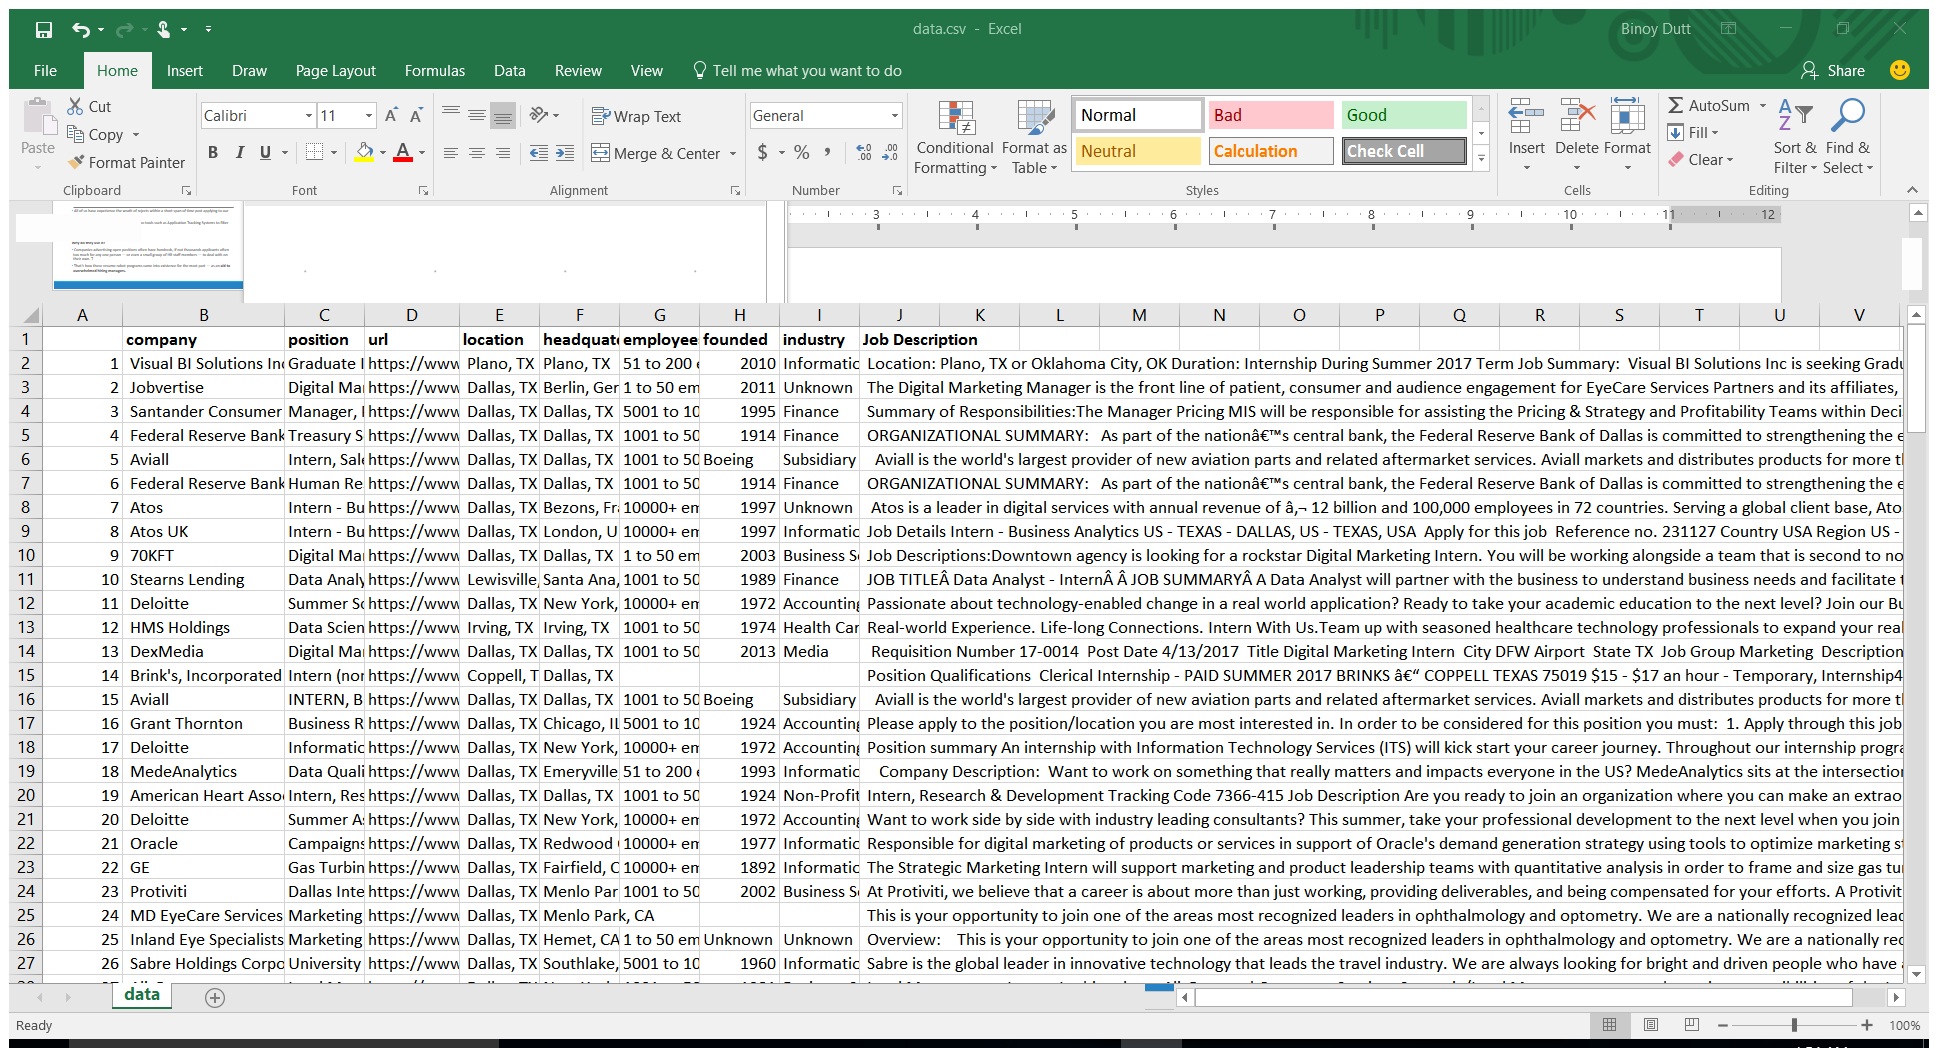 data.csv - Excel
Binoy Dutt
File Home Insert Draw Page Layout Formulas Data Review View Tell me what you want to do
Share
Paste
Cut
Copy
Format Painter
Clipboard
Calibri 11
B I U
Font
Wrap Text
Merge & Center
Alignment
General
$ % ,
Number
Conditional Formatting
Format as Table
Normal Bad Good
Neutral Calculation Check Cell
Styles
Insert Delete Format
Cells
AutoSum
Fill
Clear
Sort & Filter
Find & Select
Editing
3 4 5 6 7 8 9 10 11 12
A B C D E F G H I J K L M N O P Q R S T U V
1 company position url location headquate employee founded industry Job Description
2 1 Visual BI Solutions Inc Graduate I https://www Plano, TX Plano, TX 51 to 200 e 2010 Informatic Location: Plano, TX or Oklahoma City, OK Duration: Internship During Summer 2017 Term Job Summary: Visual BI Solutions Inc is seeking Gradu
3 2 Jobvertise Digital Mar https://www Dallas, TX Berlin, Ger 1 to 50 em 2011 Unknown The Digital Marketing Manager is the front line of patient, consumer and audience engagement for EyeCare Services Partners and its affiliates,
4 3 Santander Consumer Manager, I https://www Dallas, TX Dallas, TX 5001 to 10 1995 Finance Summary of Responsibilities:The Manager Pricing MIS will be responsible for assisting the Pricing & Strategy and Profitability Teams within Deci
5 4 Federal Reserve Bank Treasury S https://www Dallas, TX Dallas, TX 1001 to 50 1914 Finance ORGANIZATIONAL SUMMARY: As part of the nationâ€™s central bank, the Federal Reserve Bank of Dallas is committed to strengthening the e
6 5 Aviall Intern, Sale https://www Dallas, TX Dallas, TX 1001 to 50 Boeing Subsidiary Aviall is the world's largest provider of new aviation parts and related aftermarket services. Aviall markets and distributes products for more tl
7 6 Federal Reserve Bank Human Re https://www Dallas, TX Dallas, TX 1001 to 50 1914 Finance ORGANIZATIONAL SUMMARY: As part of the nationâ€™s central bank, the Federal Reserve Bank of Dallas is committed to strengthening the e
8 7 Atos Intern - Bu https://www Dallas, TX Bezons, Fr 10000+ em 1997 Unknown Atos is a leader in digital services with annual revenue of â‚¬ 12 billion and 100,000 employees in 72 countries. Serving a global client base, Ato
9 8 Atos UK Intern - Bu https://www Dallas, TX London, U 10000+ em 1997 Informatic Job Details Intern - Business Analytics US - TEXAS - DALLAS, US - TEXAS, USA Apply for this job Reference no. 231127 Country USA Region US -
10 9 70KFT Digital Mar https://www Dallas, TX Dallas, TX 1 to 50 em 2003 Business Se Job Descriptions:Downtown agency is looking for a rockstar Digital Marketing Intern. You will be working alongside a team that is second to no
11 10 Stearns Lending Data Analy https://www Lewisville, Santa Ana, 1001 to 50 1989 Finance JOB TITLEÂ Data Analyst - InternÂ Â JOB SUMMARYÂ A Data Analyst will partner with the business to understand business needs and facilitate t
12 11 Deloitte Summer Sc https://www Dallas, TX New York, 10000+ em 1972 Accounting Passionate about technology-enabled change in a real world application? Ready to take your academic education to the next level? Join our Bu
13 12 HMS Holdings Data Scien https://www Irving, TX Irving, TX 1001 to 50 1974 Health Car Real-world Experience. Life-long Connections. Intern With Us.Team up with seasoned healthcare technology professionals to expand your real
14 13 DexMedia Digital Mar https://www Dallas, TX Dallas, TX 1001 to 50 2013 Media Requisition Number 17-0014 Post Date 4/13/2017 Title Digital Marketing Intern City DFW Airport State TX Job Group Marketing Description
15 14 Brink's, Incorporated Intern (nor https://www Coppell, T Dallas, TX Position Qualifications Clerical Internship - PAID SUMMER 2017 BRINKS â€“ COPPELL TEXAS 75019 $15 - $17 an hour - Temporary, Internship4
16 15 Aviall INTERN, B https://www Dallas, TX Dallas, TX 1001 to 50 Boeing Subsidiary Aviall is the world's largest provider of new aviation parts and related aftermarket services. Aviall markets and distributes products for more tl
17 16 Grant Thornton Business R https://www Dallas, TX Chicago, IL 5001 to 10 1924 Accounting Please apply to the position/location you are most interested in. In order to be considered for this position you must: 1. Apply through this job
18 17 Deloitte Informatic https://www Dallas, TX New York, 10000+ em 1972 Accounting Position summary An internship with Information Technology Services (ITS) will kick start your career journey. Throughout our internship progra
19 18 MedeAnalytics Data Quali https://www Dallas, TX Emeryville 51 to 200 e 1993 Informatic Company Description: Want to work on something that really matters and impacts everyone in the US? MedeAnalytics sits at the intersection
20 19 American Heart Asso Intern, Res https://www Dallas, TX Dallas, TX 1001 to 50 1924 Non-Profit Intern, Research & Development Tracking Code 7366-415 Job Description Are you ready to join an organization where you can make an extrao
21 20 Deloitte Summer As https://www Dallas, TX New York, 10000+ em 1972 Accounting Want to work side by side with industry leading consultants? This summer, take your professional development to the next level when you join
22 21 Oracle Campaigns https://www Dallas, TX Redwood 10000+ em 1977 Informatic Responsible for digital marketing of products or services in support of Oracle's demand generation strategy using tools to optimize marketing st
23 22 GE Gas Turbin https://www Dallas, TX Fairfield, C 10000+ em 1892 Informatic The Strategic Marketing Intern will support marketing and product leadership teams with quantitative analysis in order to frame and size gas tur
24 23 Protiviti Dallas Inte https://www Dallas, TX Menlo Par 1001 to 50 2002 Business Se At Protiviti, we believe that a career is about more than just working, providing deliverables, and being compensated for your efforts. A Protivit
25 24 MD EyeCare Services Marketing https://www Dallas, TX Menlo Park, CA This is your opportunity to join one of the areas most recognized leaders in ophthalmology and optometry. We are a nationally recognized lead
26 25 Inland Eye Specialists Marketing https://www Dallas, TX Hemet, CA 1 to 50 em Unknown Unknown Overview: This is your opportunity to join one of the areas most recognized leaders in ophthalmology and optometry. We are a nationally rec
27 26 Sabre Holdings Corpo University https://www Dallas, TX Southlake, 5001 to 10 1960 Informatic Sabre is the global leader in innovative technology that leads the travel industry. We are always looking for bright and driven people who have a
data
Ready
100%